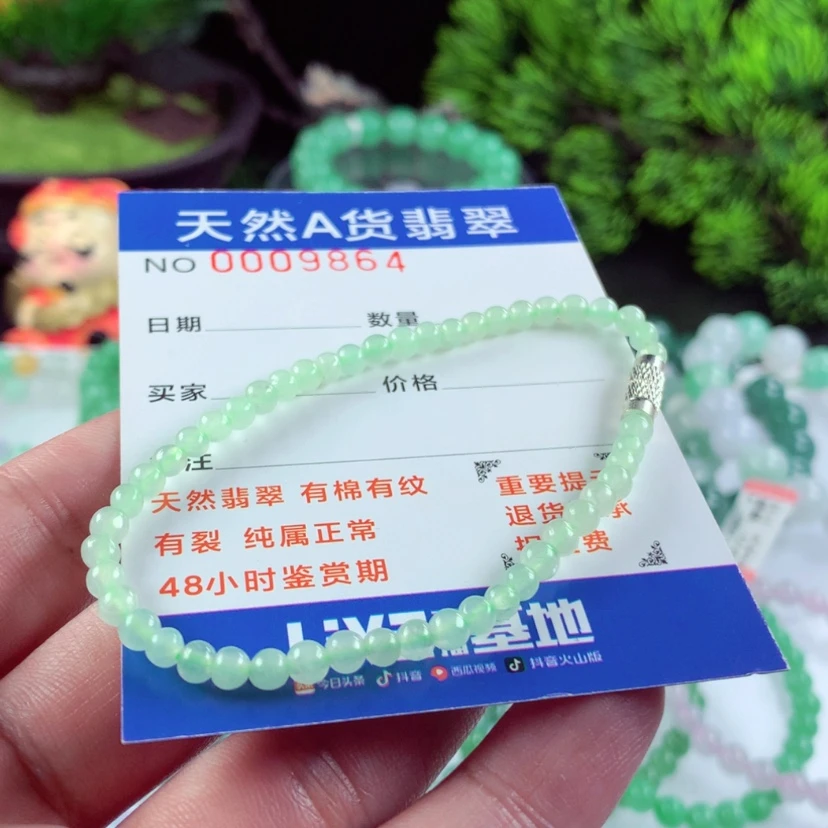 天然A货翡翠
NO 0009864
日期 数量
买家 价格
注
天然翡翠 有棉有纹
有裂 纯属正常
48小时鉴赏期
重要提示
退货
费
基地
今日头条 抖音 西瓜视频 抖音火山版